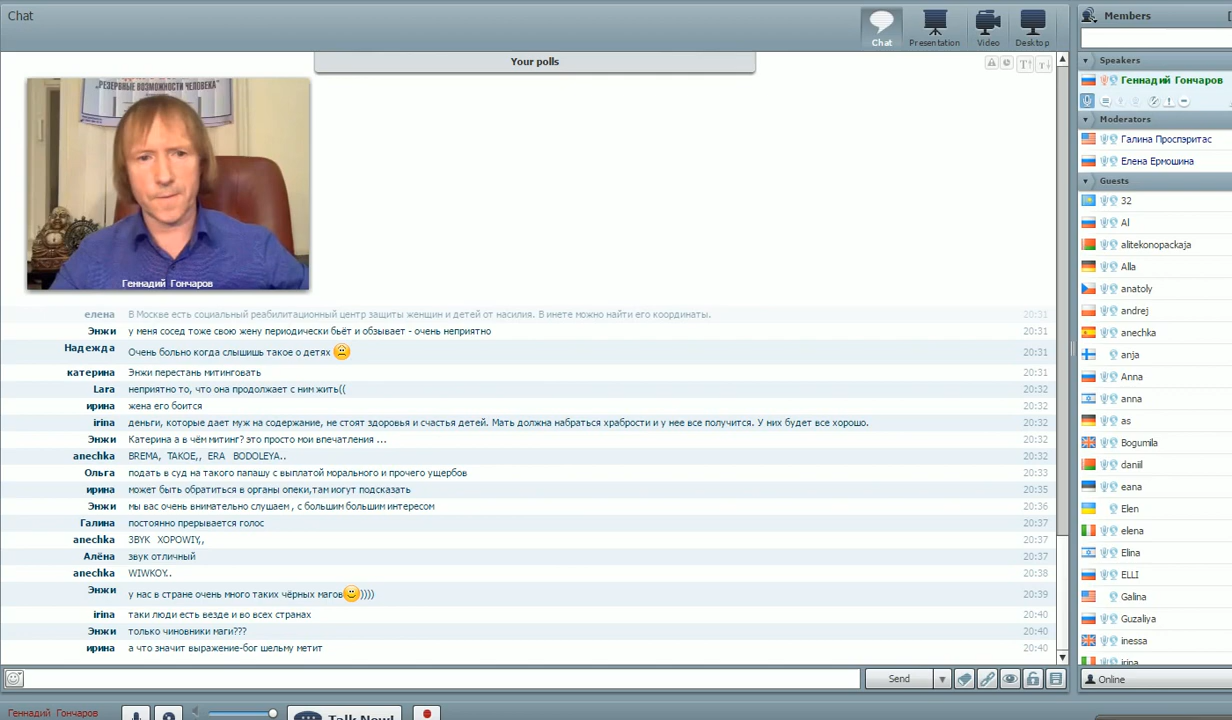 Chat
Chat
Presentation
Video
Desktop
Members
Your polls
"РЕЗЕРВНЫЕ ВОЗМОЖНОСТИ ЧЕЛОВЕКА"
Геннадий Гончаров
елена В Москве есть социальный реабилитационный центр защиты женщин и детей от насилия. В инете можно найти его координаты. 20:31
Энжи у меня сосед тоже свою жену периодически бьёт и обзывает - очень неприятно 20:31
Надежда Очень больно когда слышишь такое о детях 20:31
катерина Энжи перестань митинговать 20:31
Lara неприятно то, что она продолжает с ним жить(( 20:32
ирина жена его боится 20:32
irina деньги, которые дает муж на содержание, не стоят здоровья и счастья детей. Мать должна набраться храбрости и у нее все получится. У них будет все хорошо. 20:32
Энжи Катерина а в чём митинг? это просто мои впечатления ... 20:32
anechka BREMA, TAKOE,, ERA BODOLEYA.. 20:32
Ольга подать в суд на такого папашу с выплатой морального и прочего ущербов 20:33
ирина может быть обратиться в органы опеки,там иогут подсказать 20:35
Энжи мы вас очень внимательно слушаем , с большим большим интересом 20:36
Галина постоянно прерывается голос 20:37
anechka ЗВYK XOPOWIY,, 20:37
Алёна звук отличный 20:37
anechka WIWKOY.. 20:38
Энжи у нас в стране очень много таких чёрных магов )))) 20:39
irina таки люди есть везде и во всех странах 20:40
Энжи только чиновники маги??? 20:40
ирина а что значит выражение-бог шельму метит 20:40
Send
Геннадий Гончаров
Talk Now!
Speakers
Геннадий Гончаров
Moderators
Галина Проспэритас
Елена Ермошина
Guests
32
Al
alitekonopackaja
Alla
anatoly
andrej
anechka
anja
Anna
anna
as
Bogumila
daniil
eana
Elen
elena
Elina
ELLI
Galina
Guzaliya
inessa
irina
Online